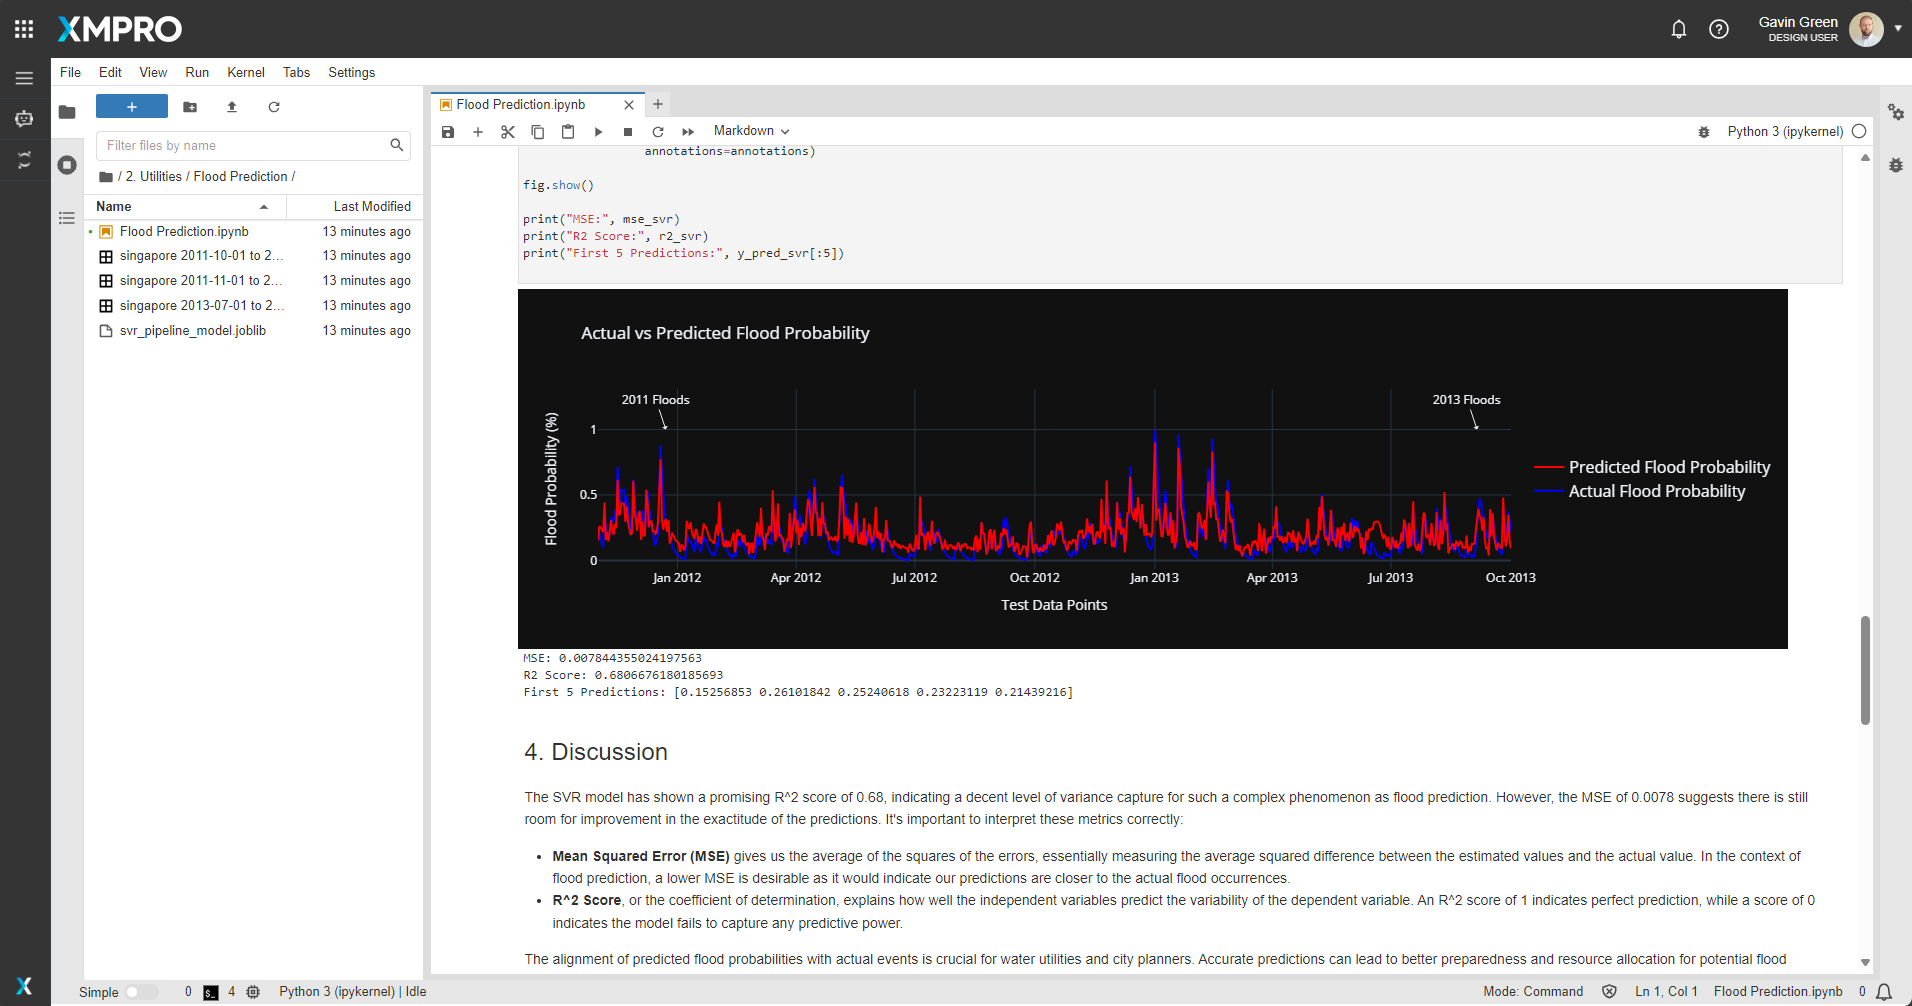 XMPRO
Gavin Green
DESIGN USER
File Edit View Run Kernel Tabs Settings
+
Filter files by name
/ 2. Utilities / Flood Prediction /
Name Last Modified
Flood Prediction.ipynb 13 minutes ago
singapore 2011-10-01 to 2... 13 minutes ago
singapore 2011-11-01 to 2... 13 minutes ago
singapore 2013-07-01 to 2... 13 minutes ago
svr_pipeline_model.joblib 13 minutes ago
Flood Prediction.ipynb
Markdown
Python 3 (ipykernel)
annotations=annotations)
fig.show()
print("MSE:", mse_svr)
print("R2 Score:", r2_svr)
print("First 5 Predictions:", y_pred_svr[:5])
Actual vs Predicted Flood Probability
2011 Floods
2013 Floods
Flood Probability (%)
1
0.5
0
Jan 2012 Apr 2012 Jul 2012 Oct 2012 Jan 2013 Apr 2013 Jul 2013 Oct 2013
Test Data Points
Predicted Flood Probability
Actual Flood Probability
MSE: 0.007844355024197563
R2 Score: 0.6806676180185693
First 5 Predictions: [0.15256853 0.26101842 0.25240618 0.23223119 0.21439216]
4. Discussion
The SVR model has shown a promising R^2 score of 0.68, indicating a decent level of variance capture for such a complex phenomenon as flood prediction. However, the MSE of 0.0078 suggests there is still
room for improvement in the exactitude of the predictions. It's important to interpret these metrics correctly:
• Mean Squared Error (MSE) gives us the average of the squares of the errors, essentially measuring the average squared difference between the estimated values and the actual value. In the context of
flood prediction, a lower MSE is desirable as it would indicate our predictions are closer to the actual flood occurrences.
• R^2 Score, or the coefficient of determination, explains how well the independent variables predict the variability of the dependent variable. An R^2 score of 1 indicates perfect prediction, while a score of 0
indicates the model fails to capture any predictive power.
The alignment of predicted flood probabilities with actual events is crucial for water utilities and city planners. Accurate predictions can lead to better preparedness and resource allocation for potential flood
Simple 0 $_ 4 Python 3 (ipykernel) | Idle
Mode: Command Ln 1, Col 1 Flood Prediction.ipynb 0